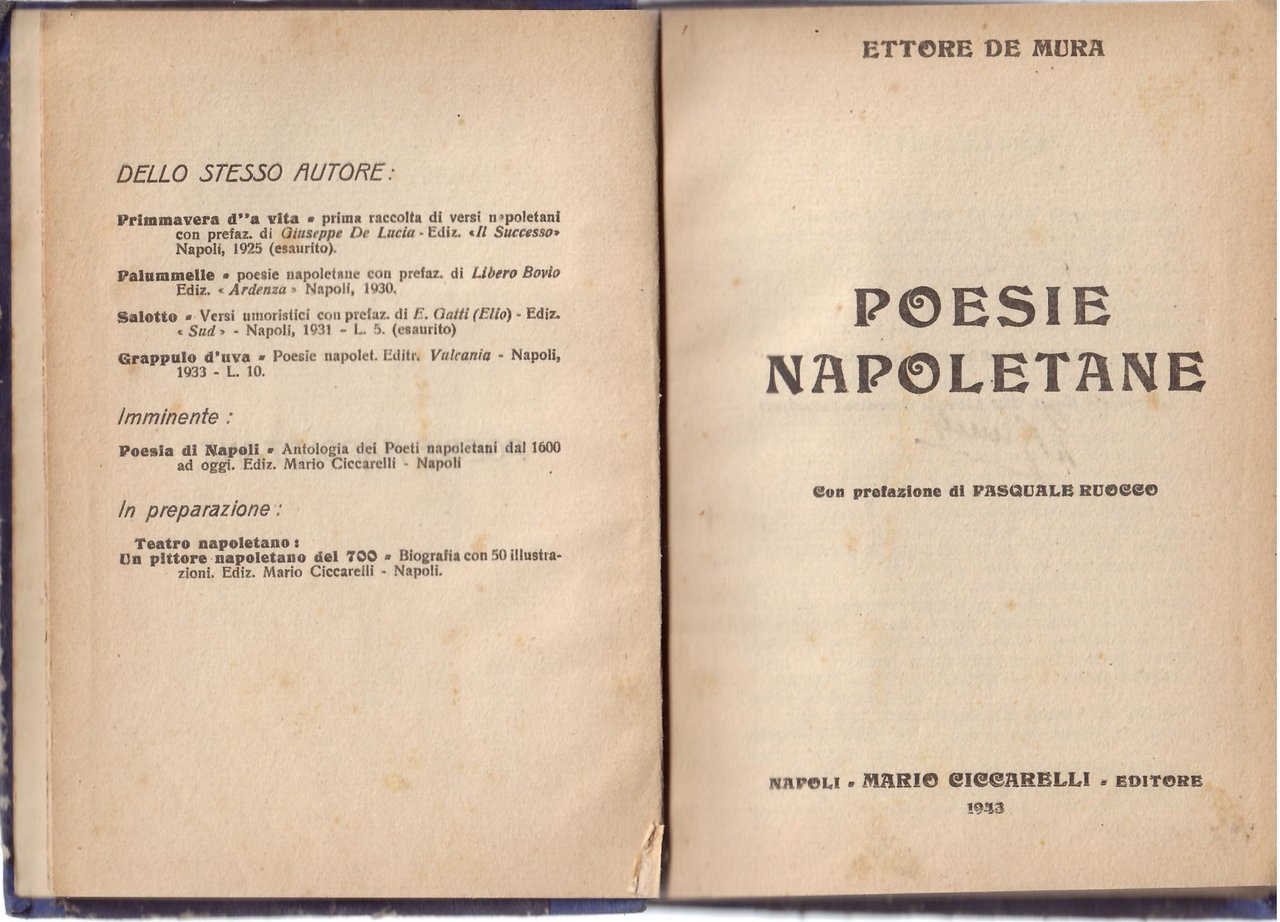 DELLO STESSO AUTORE:
Primmavera d''a vita - prima raccolta di versi napoletani
con prefaz. di Giuseppe De Lucia - Ediz. «Il Successo»
Napoli, 1925 (esaurito).
Palummelle - poesie napoletane con prefaz. di Libero Bovio
Ediz. « Ardenza » Napoli, 1930.
Salotto - Versi umoristici con prefaz. di E. Gatti (Elio) - Ediz.
« Sud » - Napoli, 1931 - L. 5. (esaurito)
Grappulo d'uva - Poesie napolet. Editr. Vulcania - Napoli,
1933 - L. 10.
Imminente :
Poesia di Napoli - Antologia dei Poeti napoletani dal 1600
ad oggi. Ediz. Mario Ciccarelli - Napoli
In preparazione :
Teatro napoletano :
Un pittore napoletano del 700 - Biografia con 50 illustra-
zioni. Ediz. Mario Ciccarelli - Napoli.
ETTORE DE MURA
POESIE
NAPOLETANE
Con prefazione di PASQUALE RUOCCO
NAPOLI - MARIO CICCARELLI - EDITORE
1943